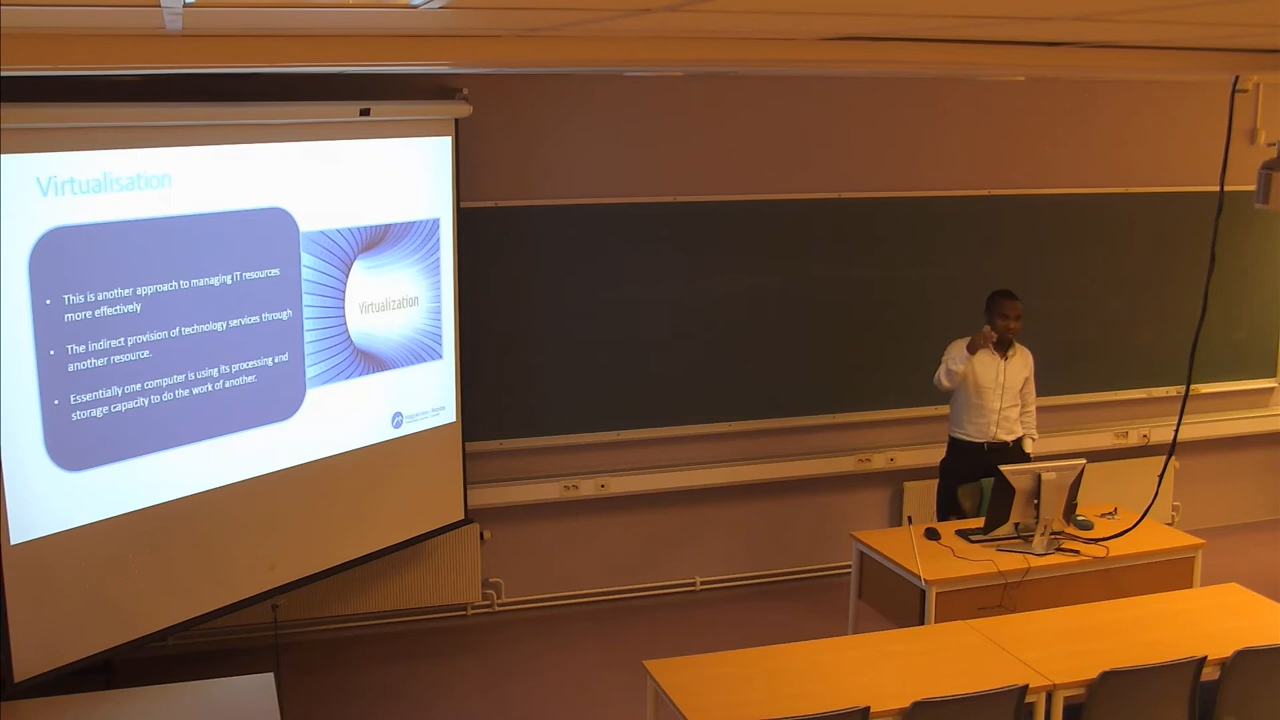 Virtualisation
• This is another approach to managing IT resources
more effectively
• The indirect provision of technology services through
another resource.
• Essentially one computer is using its processing and
storage capacity to do the work of another.
Virtualization